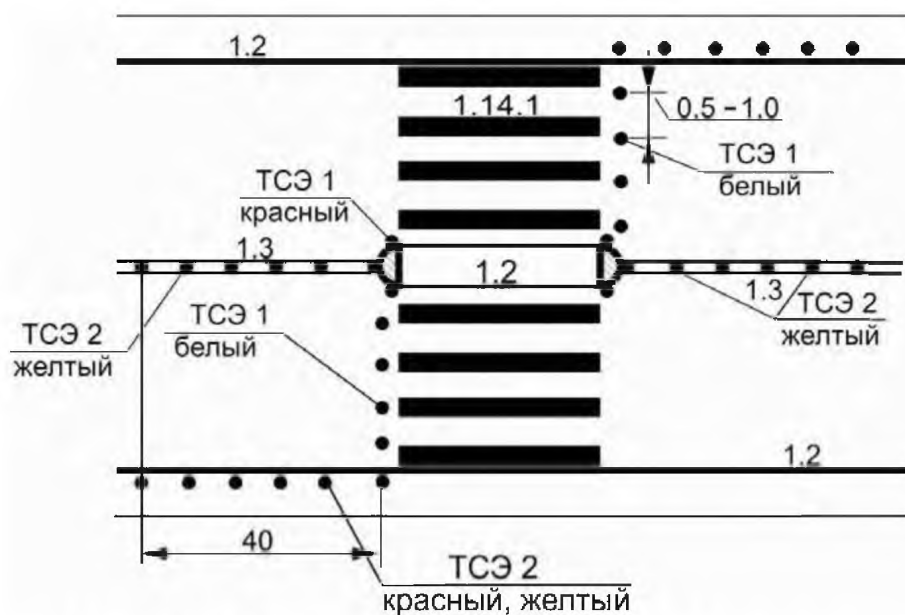 1.2
1.14.1
0.5 – 1.0
ТСЭ 1
белый
ТСЭ 1
красный
1.3
1.2
1.3
ТСЭ 2
желтый
ТСЭ 1
белый
ТСЭ 2
желтый
1.2
40
ТСЭ 2
красный, желтый